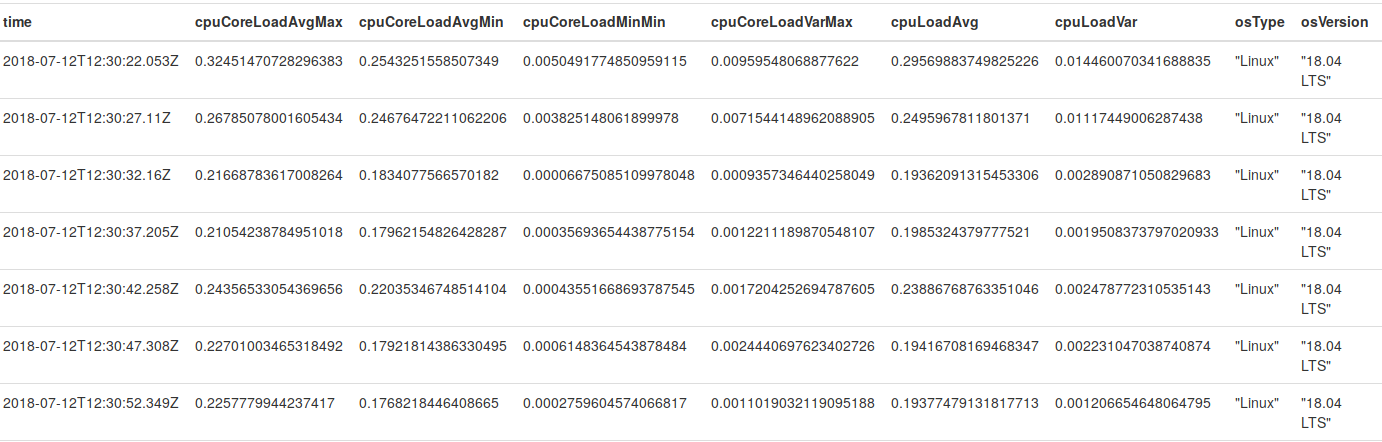 time cpuCoreLoadAvgMax cpuCoreLoadAvgMin cpuCoreLoadMinMin cpuCoreLoadVarMax cpuLoadAvg cpuLoadVar osType osVersion
2018-07-12T12:30:22.053Z 0.32451470728296383 0.2543251558507349 0.0050491774850959115 0.00959548068877622 0.29569883749825226 0.014460070341688835 "Linux" "18.04
LTS"
2018-07-12T12:30:27.11Z 0.26785078001605434 0.24676472211062206 0.003825148061899978 0.0071544148962088905 0.2495967811801371 0.01117449006287438 "Linux" "18.04
LTS"
2018-07-12T12:30:32.16Z 0.21668783617008264 0.1834077566570182 0.00006675085109978048 0.0009357346440258049 0.19362091315453306 0.002890871050829683 "Linux" "18.04
LTS"
2018-07-12T12:30:37.205Z 0.21054238784951018 0.17962154826428287 0.00035693654438775154 0.0012211189870548107 0.1985324379777521 0.0019508373797020933 "Linux" "18.04
LTS"
2018-07-12T12:30:42.258Z 0.24356533054369656 0.22035346748514104 0.00043551668693787545 0.0017204252694787605 0.23886768763351046 0.002478772310535143 "Linux" "18.04
LTS"
2018-07-12T12:30:47.308Z 0.22701003465318492 0.17921814386330495 0.0006148364543878484 0.0024440697623402726 0.19416708169468347 0.002231047038740874 "Linux" "18.04
LTS"
2018-07-12T12:30:52.349Z 0.2257779944237417 0.1768218446408665 0.0002759604574066817 0.0011019032119095188 0.19377479131817713 0.001206654648064795 "Linux" "18.04
LTS"